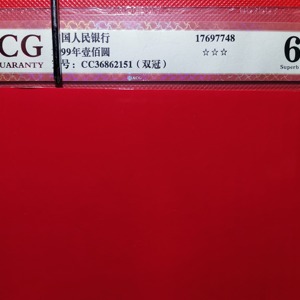 CG
UARANTY
国人民银行 17697748
99年壹佰圆 ☆☆☆
号: CC36862151 (双冠)
6
Superb